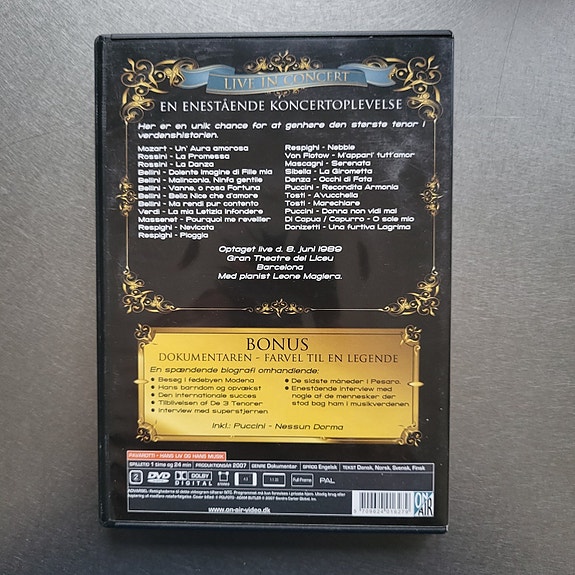 LIVE IN CONCERT
EN ENESTÅENDE KONCERTOPLEVELSE
Her er en unik chance for at genhøre den største tenor i
verdenshistorien.
Mozart - Un' Aura amorosa
Rossini - La Promessa
Rossini - La Danza
Bellini - Dolente imagine di Fille mia
Bellini - Malinconia, Ninfa gentile
Bellini - Vanne, o rosa Fortuna
Bellini - Bella Nice che d'amore
Bellini - Ma rendi pur contento
Verdi - La mia Letizia infondere
Massenet - Pourquoi me reveiller
Respighi - Nevicata
Respighi - Pioggia
Respighi - Nebbie
Von Flotow - M'appari' tutt'amor
Mascagni - Serenata
Sibella - La Girometta
Denza - Occhi di Fata
Puccini - Recondita Armonia
Tosti - A'vucchella
Tosti - Marechiare
Puccini - Donna non vidi mai
Di Capua / Capurro - O sole mio
Donizetti - Una furtiva Lagrima
Optaget live d. 8. juni 1989
Gran Theatre del Liceu
Barcelona
Med pianist Leone Magiera.
BONUS
DOKUMENTAREN - FARVEL TIL EN LEGENDE
En spændende biografi omhandlende:
• Besøg i fødebyen Modena
• Hans barndom og opvækst
• Den internationale succes
• Tilblivelsen af De 3 Tenorer
• Interview med superstjernen
• De sidste måneder i Pesaro.
• Enestående interview med
nogle af de mennesker der
stod bag ham i musikverdenen
Inkl.: Puccini - Nessun Dorma
PAVAROTTI - HANS LIV OG HANS MUSIK
SPILLETID 1 time og 24 min PRODUKTIONSÅR 2007 GENRE Dokumentar SPROG Engelsk TEKST Dansk, Norsk, Svensk, Finsk
2 DVD DOLBY DIGITAL 4:3 Full Frame PAL
www.on-air-video.dk
ON AIR